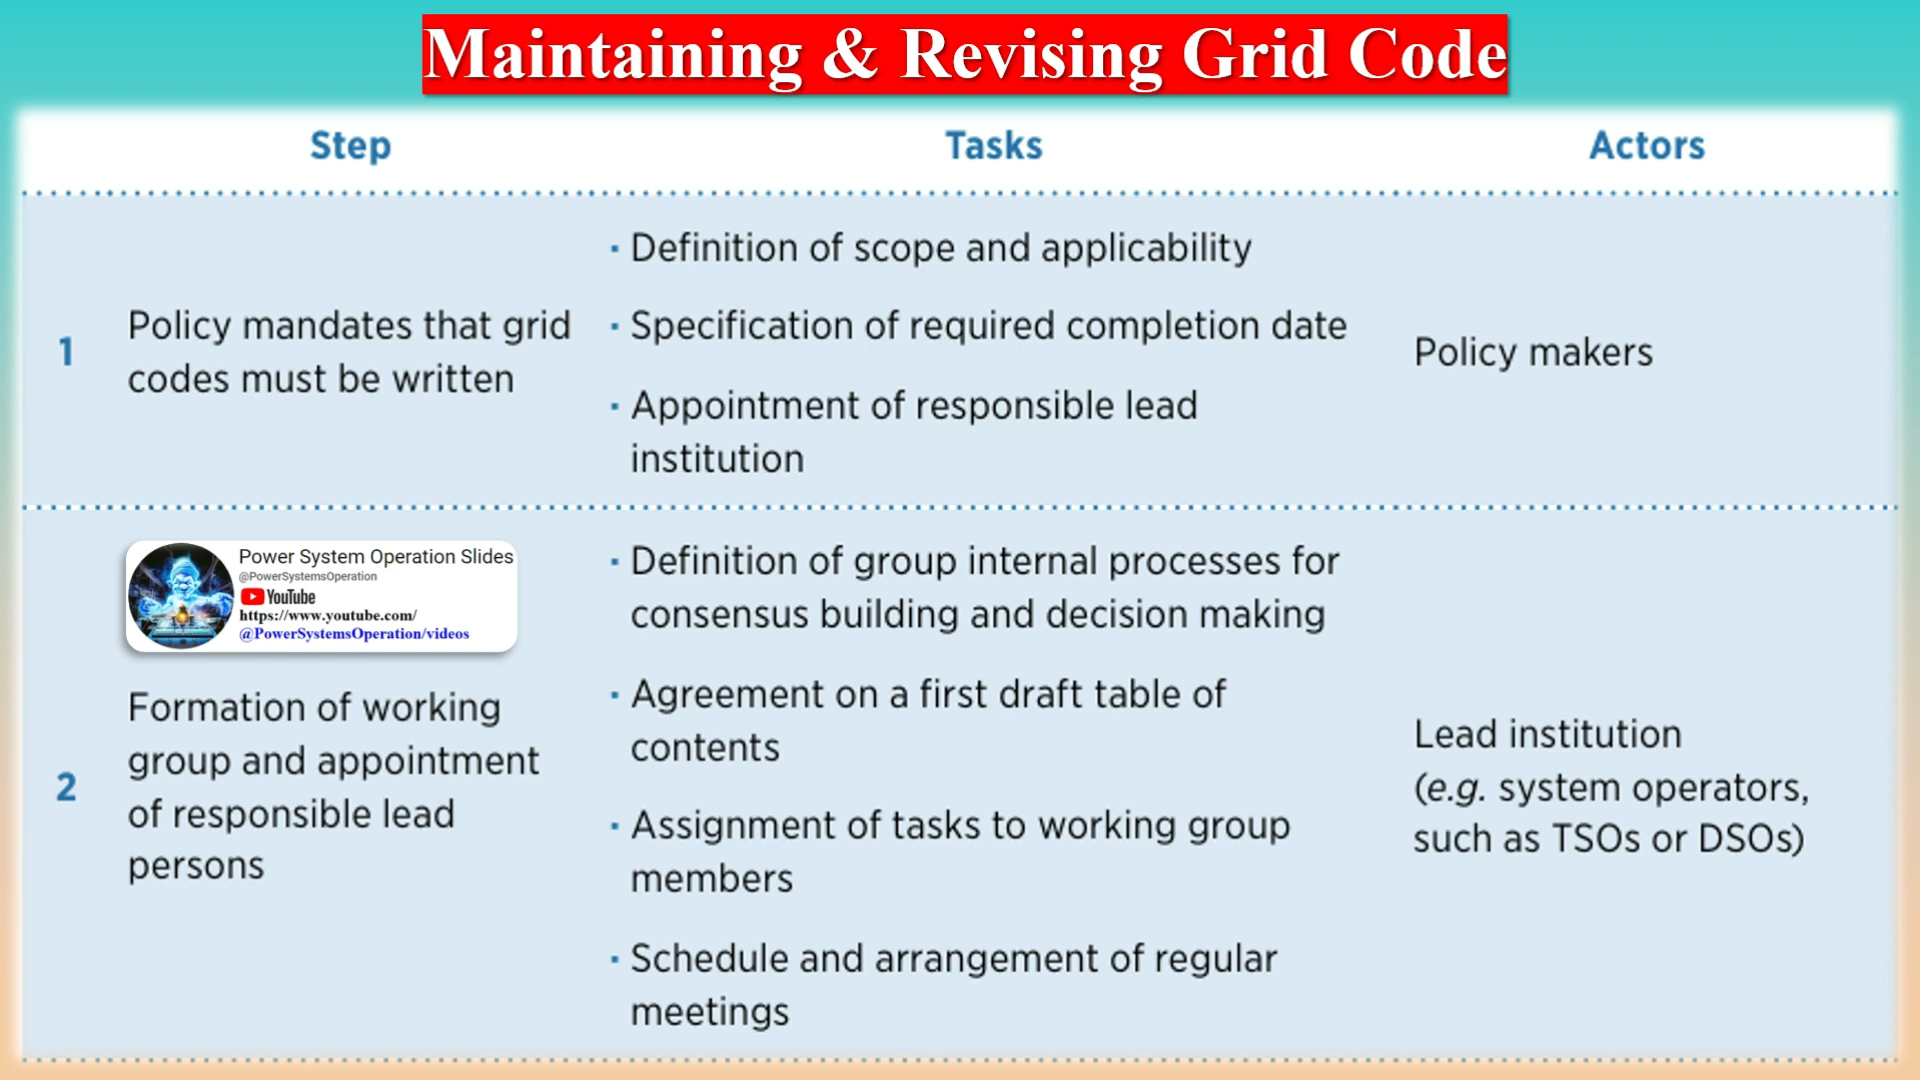 Maintaining & Revising Grid Code
Step
Tasks
Actors
1
Policy mandates that grid
codes must be written
· Definition of scope and applicability
· Specification of required completion date
· Appointment of responsible lead
institution
Policy makers
Power System Operation Slides
@PowerSystemsOperation
YouTube
https://www.youtube.com/
@PowerSystemsOperation/videos
2
Formation of working
group and appointment
of responsible lead
persons
· Definition of group internal processes for
consensus building and decision making
· Agreement on a first draft table of
contents
· Assignment of tasks to working group
members
· Schedule and arrangement of regular
meetings
Lead institution
(e.g. system operators,
such as TSOs or DSOs)